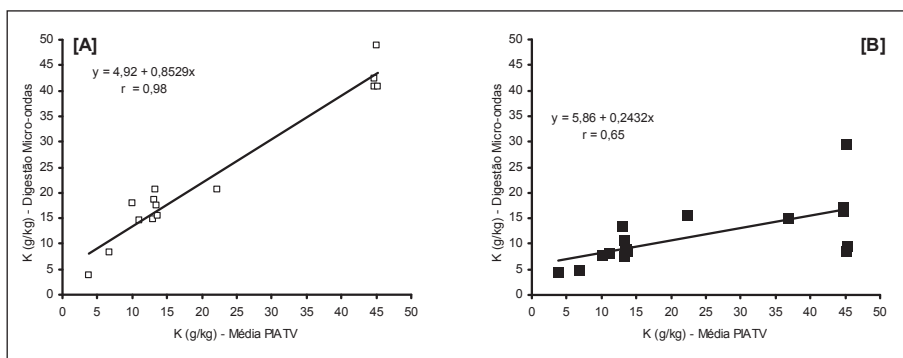 [A]
y = 4,92 + 0,8529x
r = 0,98
K (g/kg) - Digestão Micro-ondas
50
45
40
35
30
25
20
15
10
5
0
0 5 10 15 20 25 30 35 40 45 50
K (g/kg) - Média PIATV
[B]
y = 5,86 + 0,2432x
r = 0,65
K (g/kg) - Digestão Micro-ondas
50
45
40
35
30
25
20
15
10
5
0
0 5 10 15 20 25 30 35 40 45 50
K (g/kg) - Média PIATV